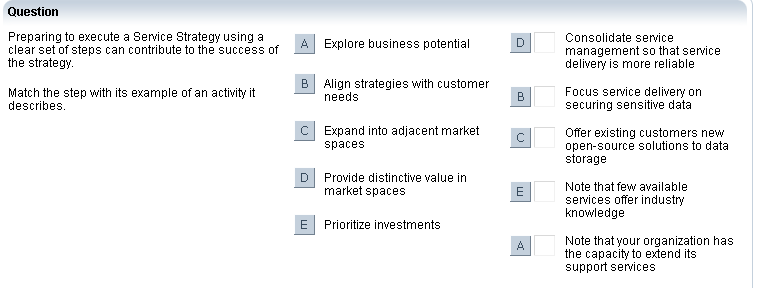 Question
Preparing to execute a Service Strategy using a
clear set of steps can contribute to the success of
the strategy.
Match the step with its example of an activity it
describes.
A Explore business potential
B Align strategies with customer
needs
C Expand into adjacent market
spaces
D Provide distinctive value in
market spaces
E Prioritize investments
D Consolidate service
management so that service
delivery is more reliable
B Focus service delivery on
securing sensitive data
C Offer existing customers new
open-source solutions to data
storage
E Note that few available
services offer industry
knowledge
A Note that your organization has
the capacity to extend its
support services